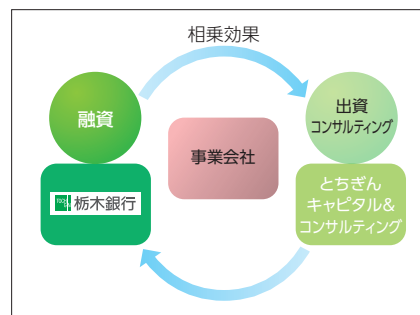 相乗効果
融資
出資
コンサルティング
事業会社
栃木銀行
とちぎん
キャピタル&
コンサルティング